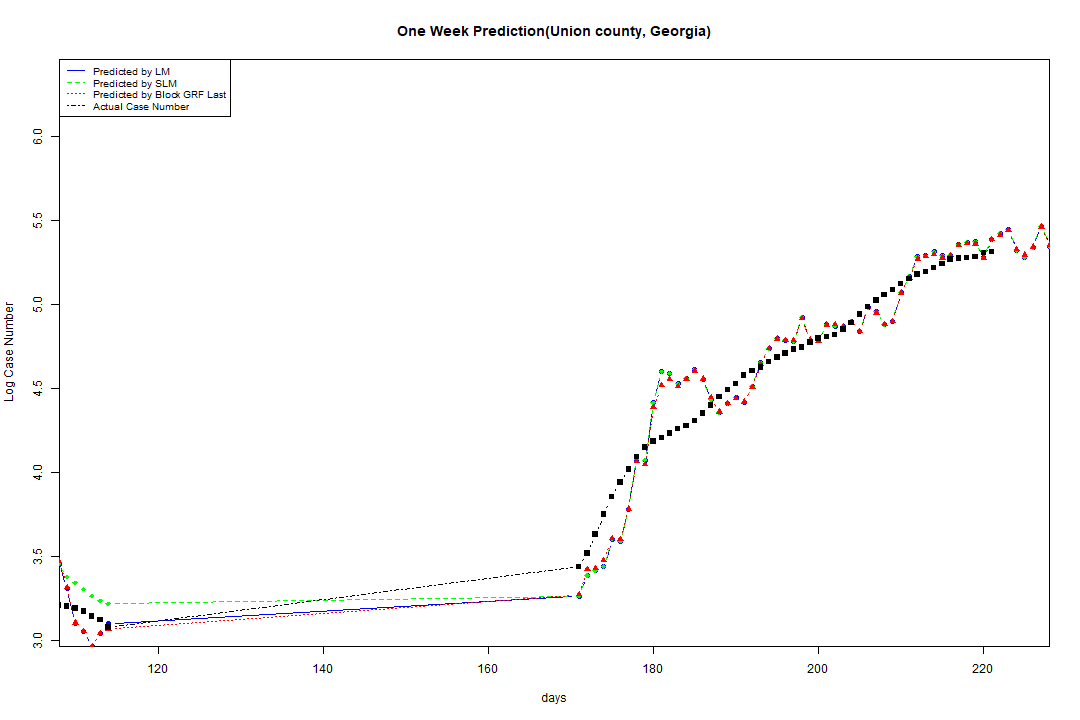 One Week Prediction(Union county, Georgia)
Predicted by LM
Predicted by SLM
Predicted by Block GRF Last
Actual Case Number
Log Case Number
6.0
5.5
5.0
4.5
4.0
3.5
3.0
120 140 160 180 200 220
days